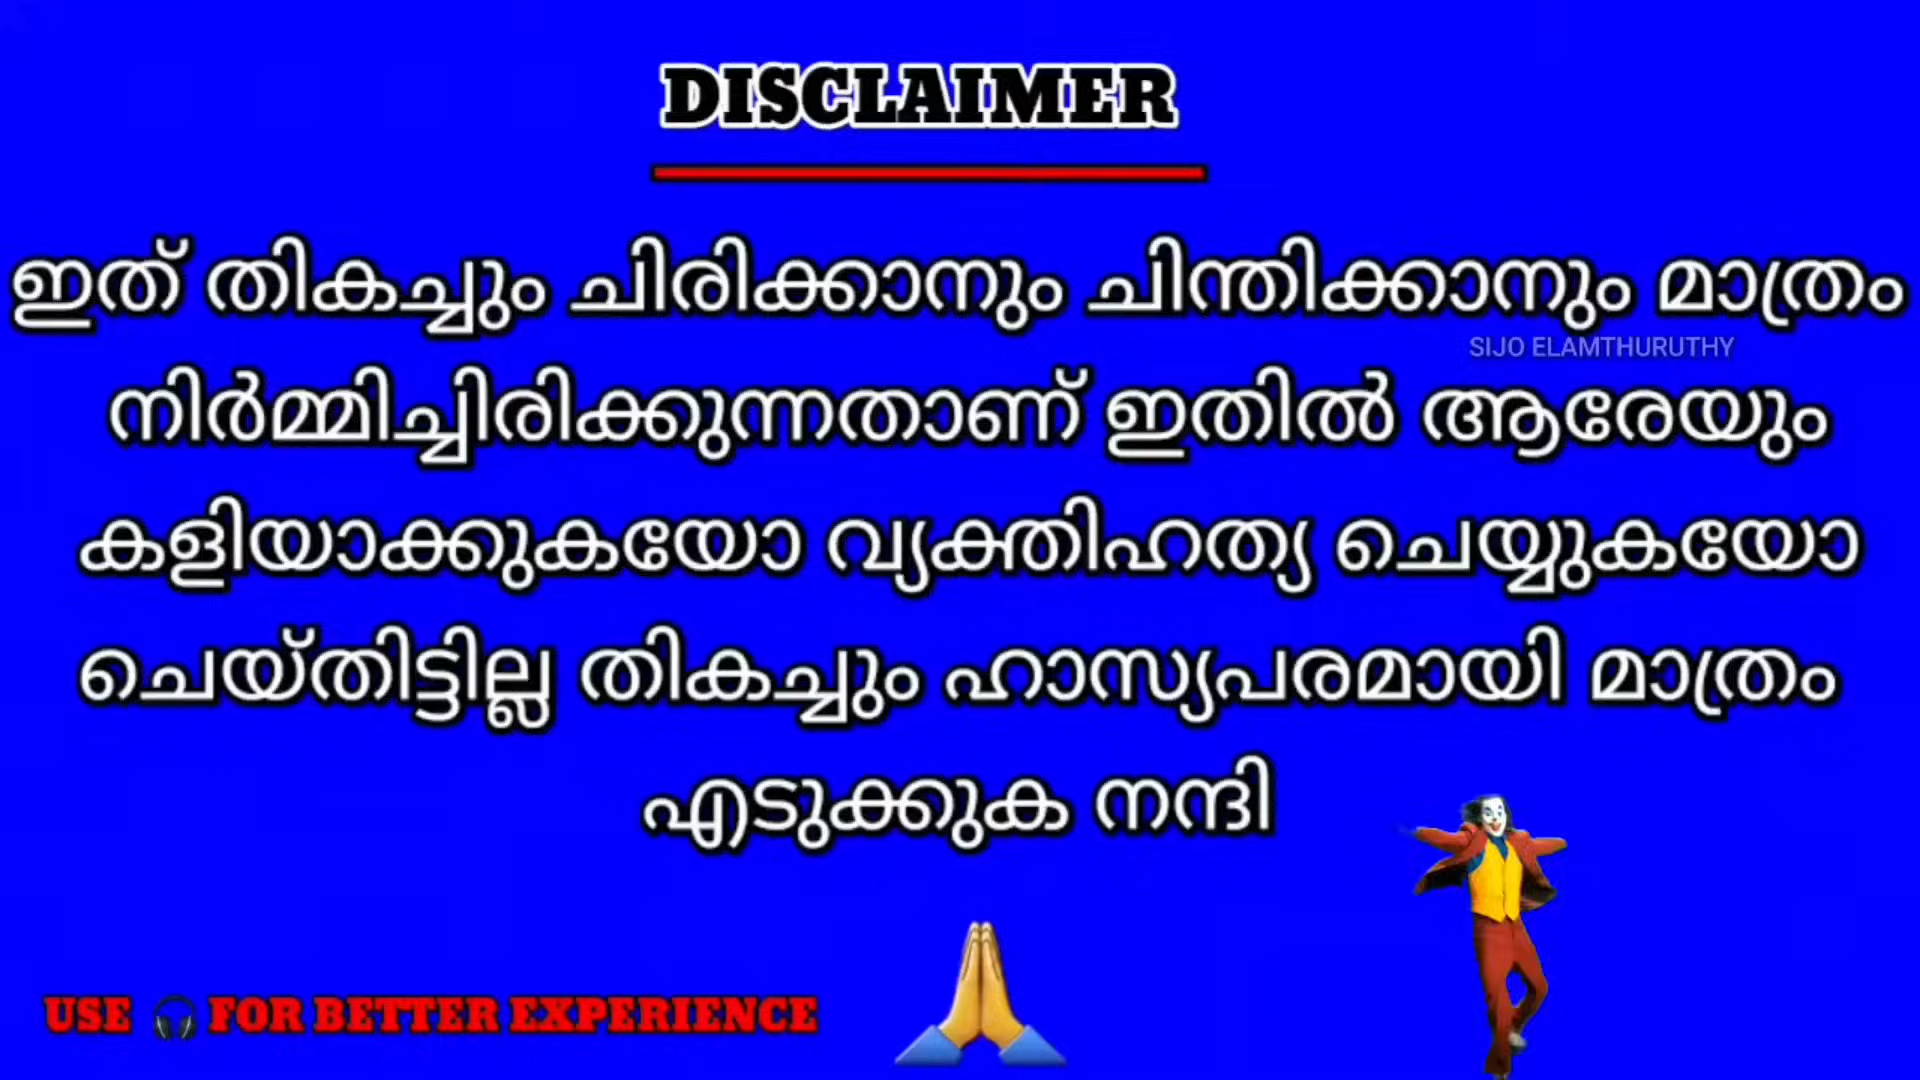 DISCLAIMER
ഇത് തികച്ചും ചിരിക്കാനും ചിന്തിക്കാനും മാത്രം
SIJO ELAMTHURUTHY
നിർമ്മിച്ചിരിക്കുന്നതാണ് ഇതിൽ ആരേയും
കളിയാക്കുകയോ വ്യക്തിഹത്യ ചെയ്യുകയോ
ചെയ്തിട്ടില്ല തികച്ചും ഹാസ്യപരമായി മാത്രം
എടുക്കുക നന്ദി
USE 🎧 FOR BETTER EXPERIENCE